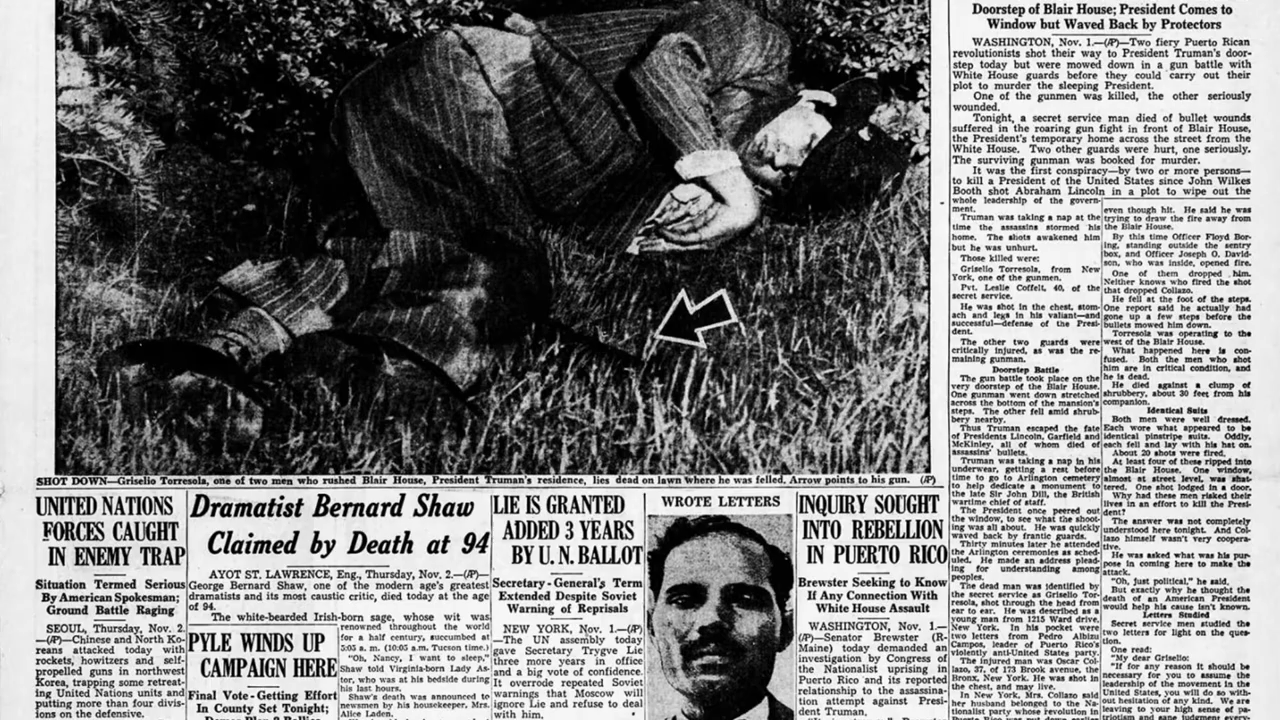 Doorstep of Blair House; President Comes to
Window but Waved Back by Protectors
WASHINGTON, Nov. 1.—(AP)—Two fiery Puerto Rican
revolutionists shot their way to President Truman's door-
step today but were mowed down in a gun battle with
White House guards before they could carry out their
plot to murder the sleeping President.
One of the gunmen was killed, the other seriously
wounded.
Tonight, a secret service man died of bullet wounds
suffered in the roaring gun fight in front of Blair House,
the President's temporary home across the street from the
White House. Two other guards were hurt, one seriously.
The surviving gunman was booked for murder.
It was the first conspiracy—by two or more persons—
to kill a President of the United States since John Wilkes
Booth shot Abraham Lincoln in a plot to wipe out the
whole leadership of the govern-
ment.
Truman was taking a nap at the
time the assassins stormed his
home. The shots awakened him
but he was unhurt.
Those killed were:
Griselio Torresola, from New
York, one of the gunmen.
Pvt. Leslie Coffelt, 40, of the
secret service.
He was shot in the chest, stom-
ach and legs in his valiant—and
successful—defense of the Presi-
dent.
The other two guards were
critically injured, as was the re-
maining gunman.
Doorstep Battle
The gun battle took place on the
very doorstep of the Blair House.
One gunman went down stretched
across the bottom of the mansion's
steps. The other fell amid shrub-
bery nearby.
Thus Truman escaped the fate
of Presidents Lincoln, Garfield and
McKinley, all of whom died of
assassins' bullets.
Truman was taking a nap in his
underwear, getting a rest before
time to go to Arlington cemetery
to help dedicate a monument to
the late Sir John Dill, the British
wartime chief of staff.
The President once peered out
the window, to see what the shoot-
ing was all about. He was quickly
waved back by frantic guards.
Thirty minutes later he attended
the Arlington ceremonies as sched-
uled. He made an address plead-
ing for understanding among
peoples.
The dead man was identified by
the secret service as Griselio Tor-
resola, shot through the head from
ear to ear. He was described as a
young man from 1215 Ward drive,
New York. In his pocket were
two letters from Pedro Albizu
Campos, leader of Puerto Rico's
violently anti-United States party.
The injured man was Oscar Col-
lazo, 37, of 173 Brook avenue, the
Bronx, New York. He was shot in
the chest, and may live.
In New York, Mrs. Collazo said
her husband belonged to the Na-
tionalist party whose revolution in
even though hit. He said he was
trying to draw the fire away from
the Blair House.
By this time Officer Floyd Bor-
ing, standing outside the sentry
box, and Officer Joseph O. David-
son, who was inside, opened fire.
One of them dropped him.
Neither knows who fired the shot
that dropped Collazo.
He fell at the foot of the steps.
One report said he actually had
gone up a few steps before the
bullets mowed him down.
Torresola was operating to the
west of the Blair House.
What happened here is con-
fused. Both the men who shot
him are in critical condition, and
he is dead.
He died against a clump of
shrubbery, about 30 feet from his
companion.
Identical Suits
Both men were well dressed.
Each wore what appeared to be
identical pinstripe suits. Oddly,
each fell and lay with his hat on.
About 20 shots were fired.
At least four of these ripped into
the Blair House. One window,
almost at street level, was shat-
tered. One shot lodged in a door.
Why had these men risked their
lives in an effort to kill the Presi-
dent?
The answer was not completely
understood here tonight. And Col-
lazo himself wasn't very coopera-
tive.
He was asked what was his pur-
pose in coming here to make the
attack.
"Oh, just political," he said.
But exactly why he thought the
death of an American President
would help his cause isn't known.
Letters Studied
Secret service men studied the
two letters for light on the ques-
tion.
One read:
"My dear Griselio:
"If for any reason it should be
necessary for you to assume the
leadership of the movement in the
United States, you will do so with-
out hesitation of any kind. We are
leaving to your high sense of pa-
triotism and sane judgment every-
SHOT DOWN—Griselio Torresola, one of two men who rushed Blair House, President Truman's residence, lies dead on lawn where he was felled. Arrow points to his gun. (AP)
UNITED NATIONS
FORCES CAUGHT
IN ENEMY TRAP
Situation Termed Serious
By American Spokesman;
Ground Battle Raging
SEOUL, Thursday, Nov. 2.
—(AP)—Chinese and North Ko-
reans attacked today with
rockets, howitzers and self-
propelled guns in northwest
Korea, trapping some retreat-
ing United Nations units and
putting more than four divis-
ions on the defensive.
Dramatist Bernard Shaw
Claimed by Death at 94
AYOT ST. LAWRENCE, Eng., Thursday, Nov. 2.—(AP)—
George Bernard Shaw, one of the modern age's greatest
dramatists and its most caustic critic, died today at the age
of 94.
The white-bearded Irish-born sage, whose wit was
renowned throughout the world
for a half century, succumbed at
3:05 a. m. (10:05 a.m. Tucson time.)
"Oh, Nancy, I want to sleep,"
Shaw told Virginia-born Lady As-
tor, who was at his bedside during
his last hours.
Shaw's death was announced to
newsmen by his housekeeper, Mrs.
Alice Laden.
PYLE WINDS UP
CAMPAIGN HERE
Final Vote-Getting Effort
In County Set Tonight;
LIE IS GRANTED
ADDED 3 YEARS
BY U. N. BALLOT
Secretary-General's Term
Extended Despite Soviet
Warning of Reprisals
NEW YORK, Nov. 1.—(AP)
—The UN assembly today
gave Secretary Trygve Lie
three more years in office
and a big vote of confidence.
It overrode repeated Soviet
warnings that Moscow will
ignore Lie and refuse to deal
with him,
WROTE LETTERS
INQUIRY SOUGHT
INTO REBELLION
IN PUERTO RICO
Brewster Seeking to Know
If Any Connection With
White House Assault
WASHINGTON, Nov. 1.—
(AP)—Senator Brewster (R-
Maine) today demanded an
investigation by Congress of
the Nationalist uprising in
Puerto Rico and its reported
relationship to the assassina-
tion attempt against Presi-
dent Truman.